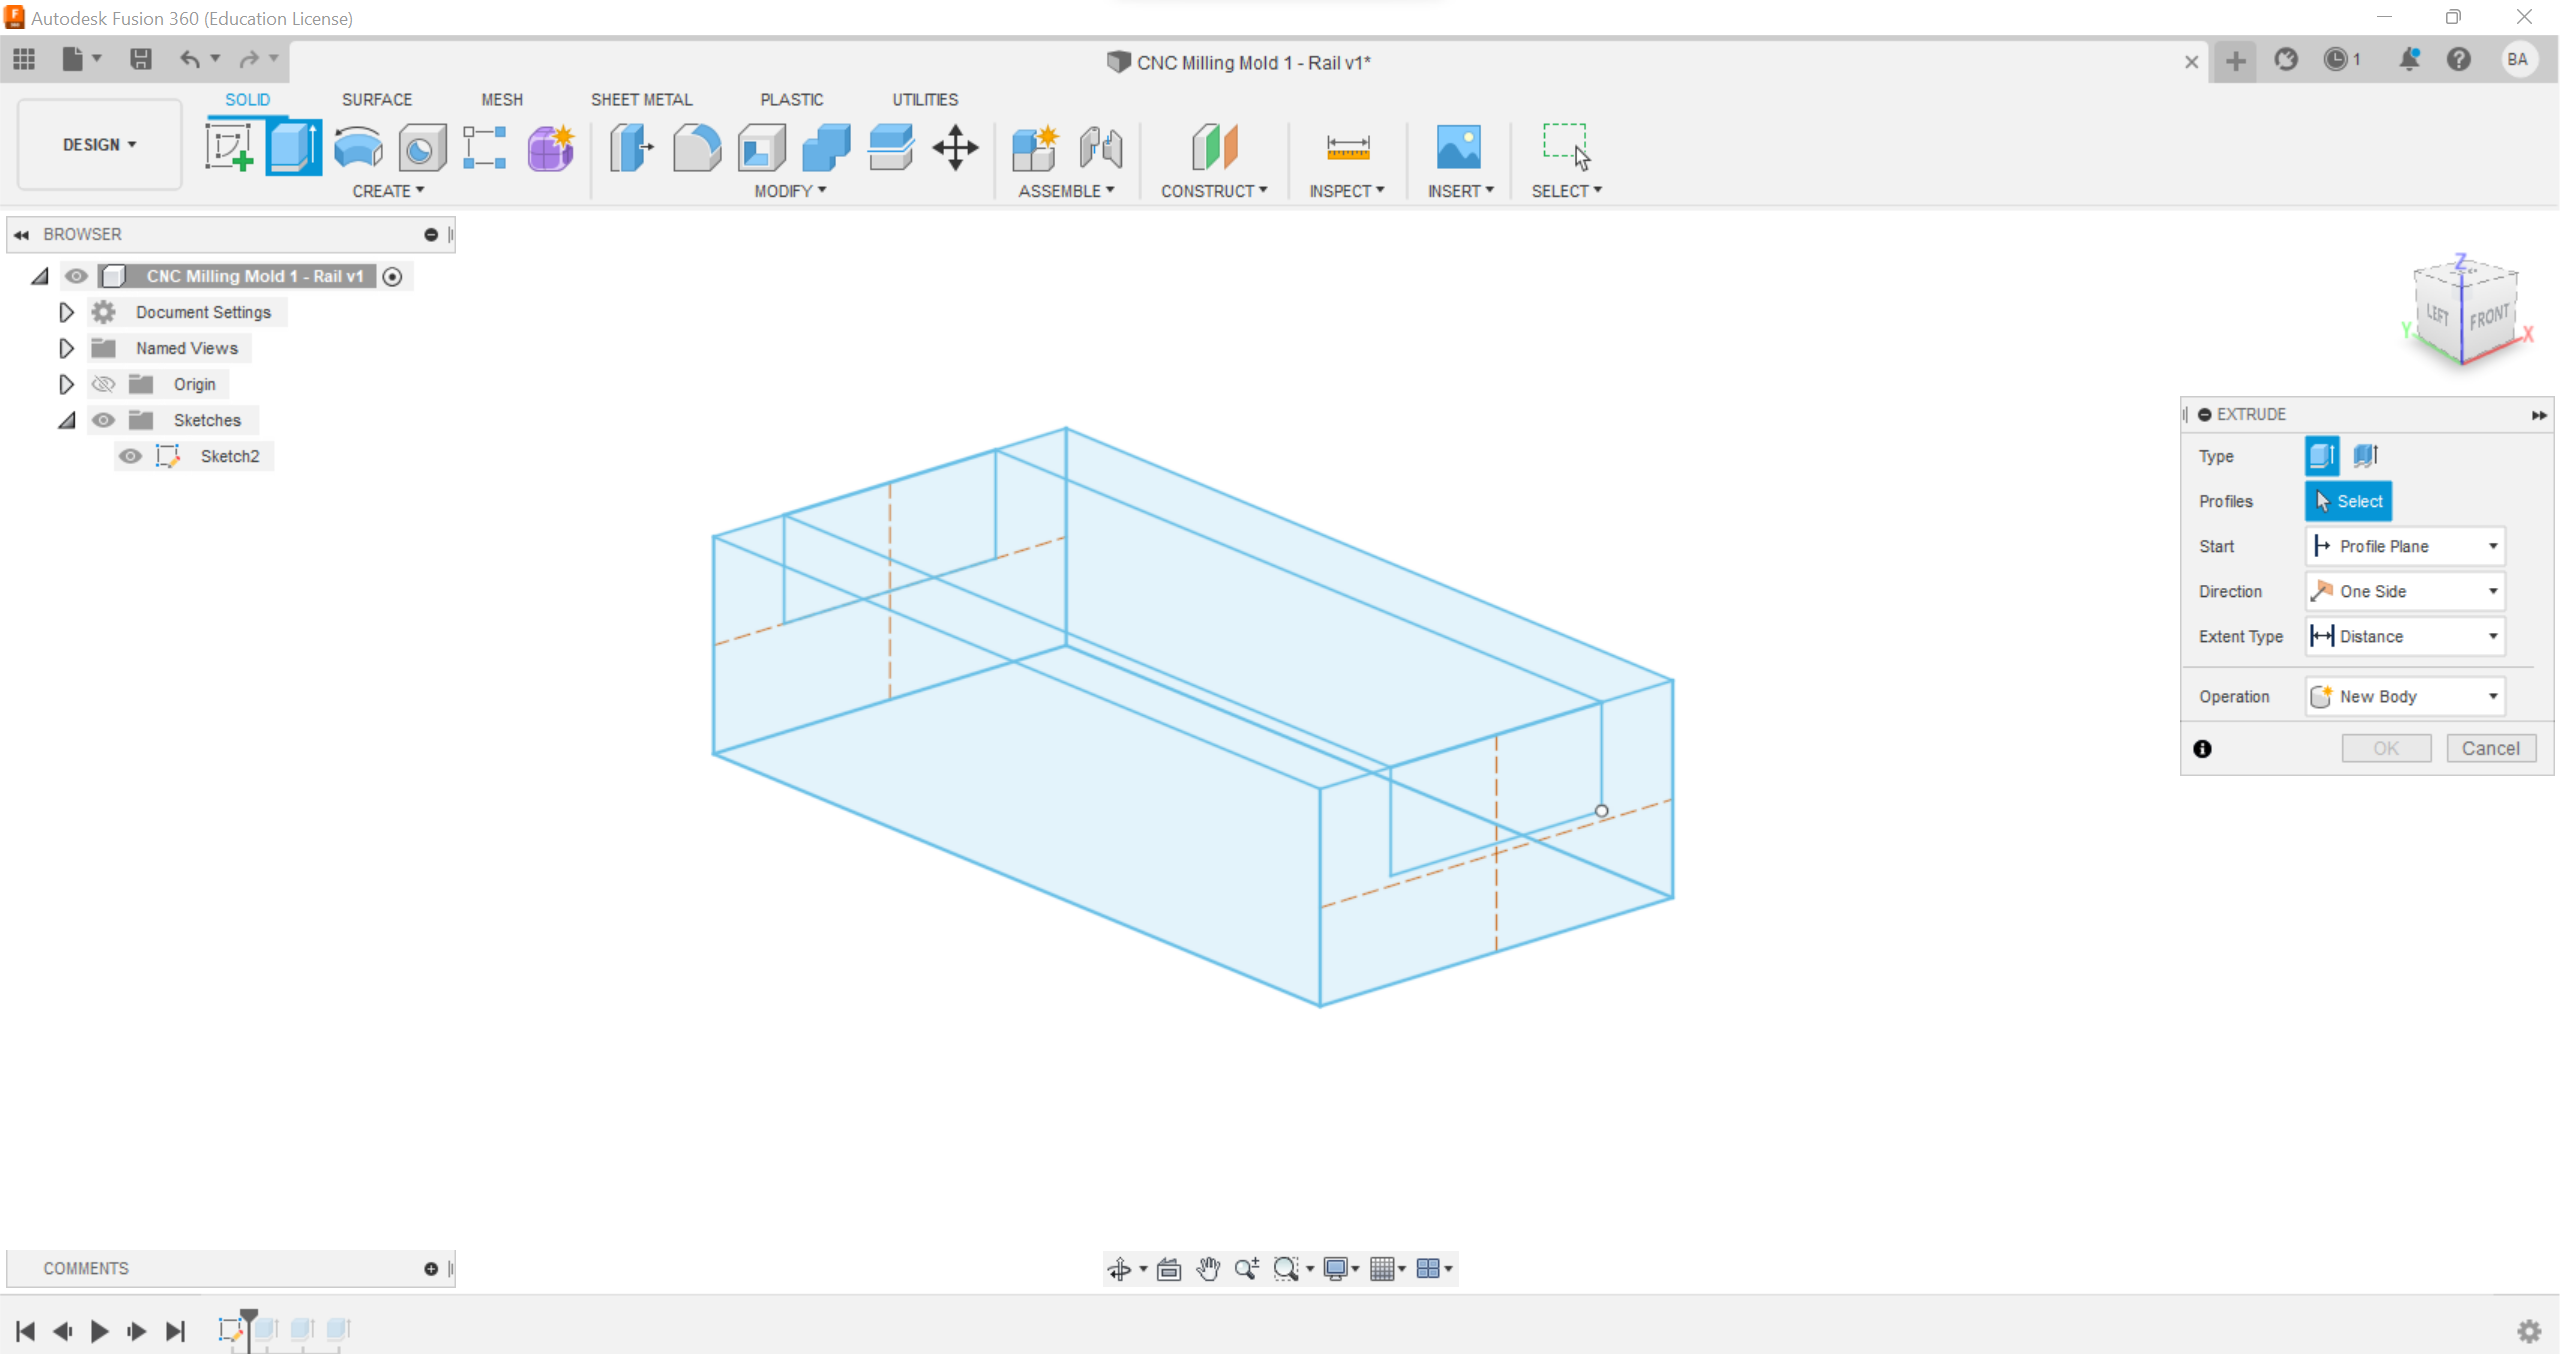 Autodesk Fusion 360 (Education License)
CNC Milling Mold 1 - Rail v1*
1
BA
DESIGN
SOLID
SURFACE
MESH
SHEET METAL
PLASTIC
UTILITIES
CREATE
MODIFY
ASSEMBLE
CONSTRUCT
INSPECT
INSERT
SELECT
BROWSER
CNC Milling Mold 1 - Rail v1
Document Settings
Named Views
Origin
Sketches
Sketch2
Z
LEFT
FRONT
Y
X
EXTRUDE
Type
Profiles
Select
Start
Profile Plane
Direction
One Side
Extent Type
Distance
Operation
New Body
OK
Cancel
COMMENTS